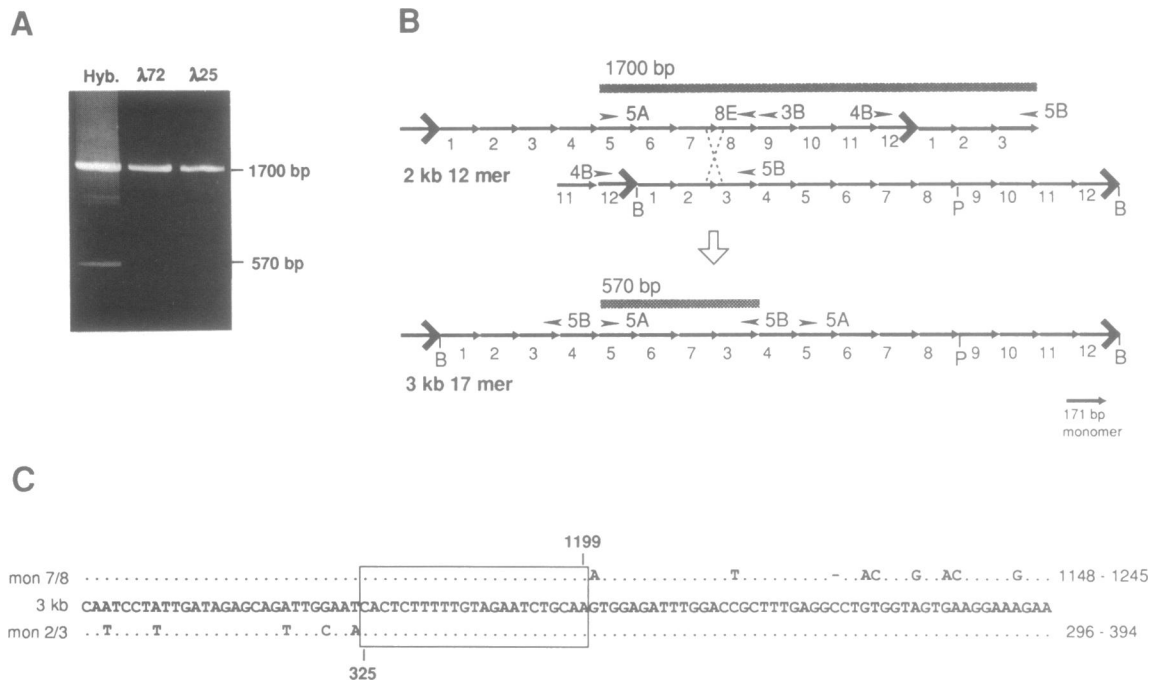 A
Hyb. λ72 λ25
1700 bp
570 bp
B
1700 bp
5A 8E 3B 4B 5B
1 2 3 4 5 6 7 8 9 10 11 12 1 2 3
2 kb 12 mer
4B 5B
11 12 B 1 2 3 4 5 6 7 8 P 9 10 11 12 B
570 bp
5B 5A 5B 5A
B 1 2 3 4 5 6 7 3 4 5 6 7 8 P 9 10 11 12 B
3 kb 17 mer
171 bp
monomer
C
1199
mon 7/8 A T - AC G AC G 1148 - 1245
3 kb CAATCCTATTGATAGAGCAGATTGGAATCACTCTTTTTGTAGAATCTGCAAGTGGAGATTTGGACCGCTTTGAGGCCTGTGGTAGTGAAGGAAAGAA
mon 2/3 T T T C A 296 - 394
325